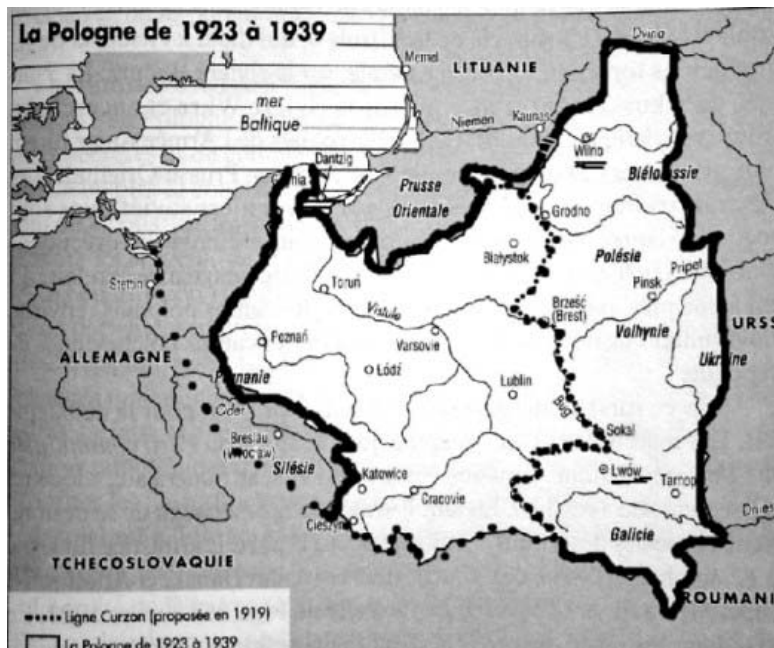 La Pologne de 1923 à 1939
Dvina
Memel
LITUANIE
mer
Baltique
Niemen
Kaunas
Wilno
Dantzig
Prusse
Orientale
Biélorussie
Grodno
Stettin
Białystok
Polésie
Toruń
Pripet
Pinsk
Vistule
Brześć
(Brest)
Poznań
Varsovie
Volhynie
URSS
ALLEMAGNE
Ukraine
Posnanie
Łódź
Oder
Lublin
Bug
Breslau
(Wrocław)
Sokal
Silésie
Katowice
Lwów
Cracovie
Tarnop
Cieszyn
Galicie
Dnies
TCHECOSLOVAQUIE
ROUMANI
Ligne Curzon (proposée en 1919)
La Pologne de 1923 à 1939